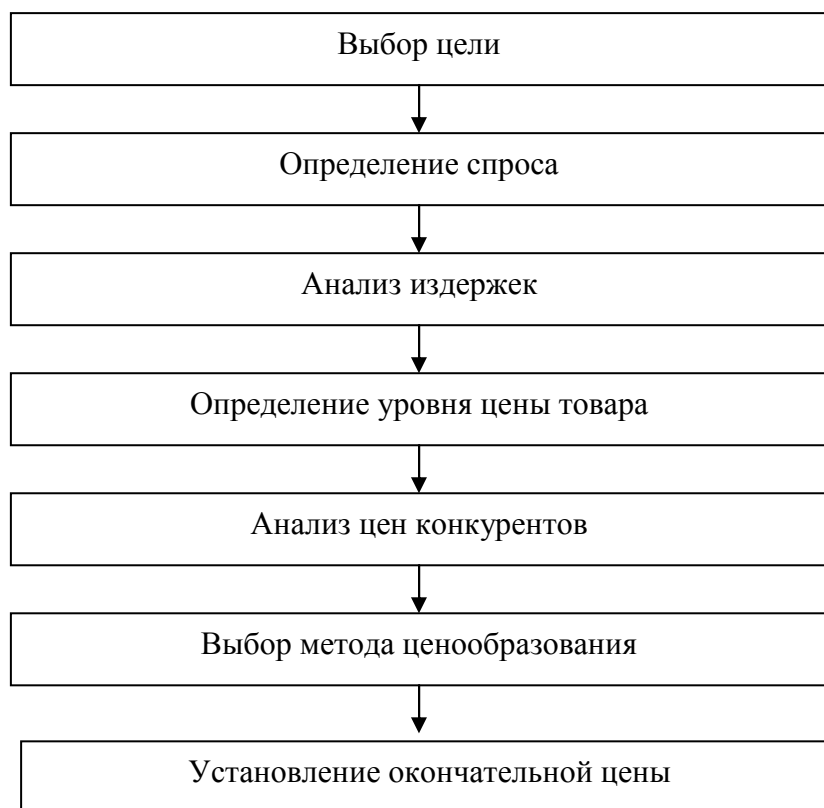 Выбор цели
Определение спроса
Анализ издержек
Определение уровня цены товара
Анализ цен конкурентов
Выбор метода ценообразования
Установление окончательной цены